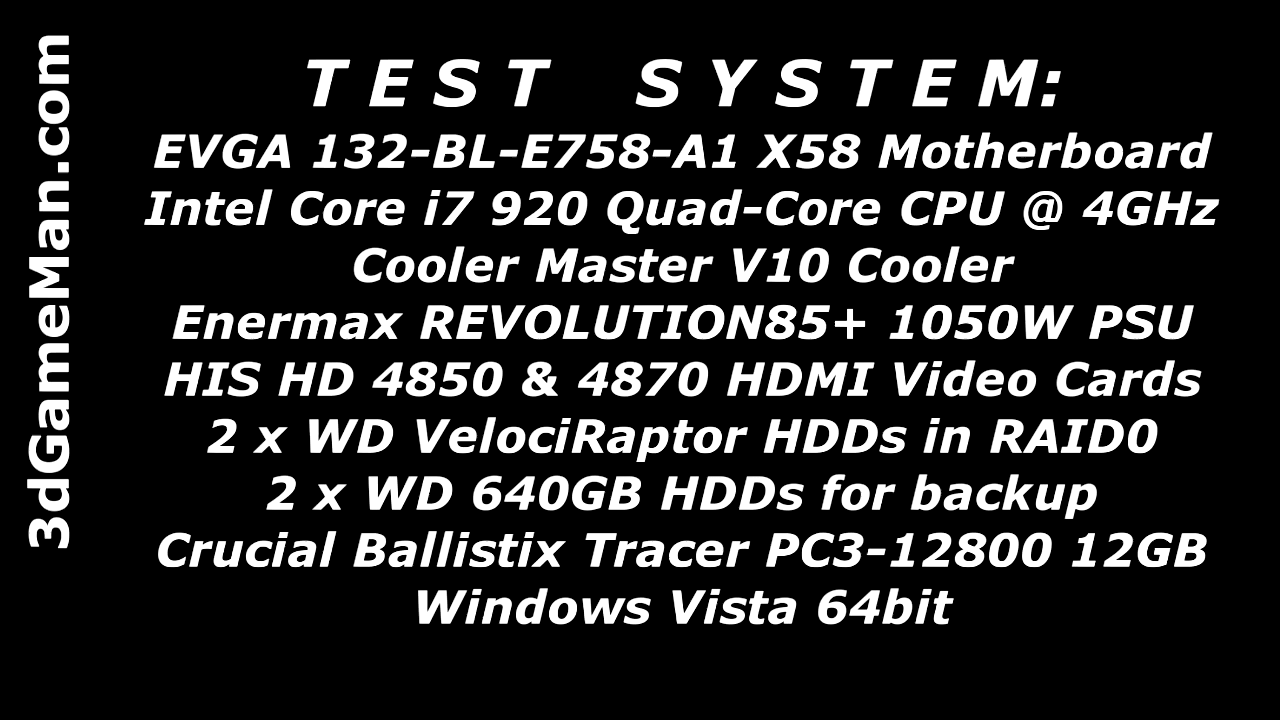 3dGameMan.com
T E S T S Y S T E M:
EVGA 132-BL-E758-A1 X58 Motherboard
Intel Core i7 920 Quad-Core CPU @ 4GHz
Cooler Master V10 Cooler
Enermax REVOLUTION85+ 1050W PSU
HIS HD 4850 & 4870 HDMI Video Cards
2 x WD VelociRaptor HDDs in RAID0
2 x WD 640GB HDDs for backup
Crucial Ballistix Tracer PC3-12800 12GB
Windows Vista 64bit